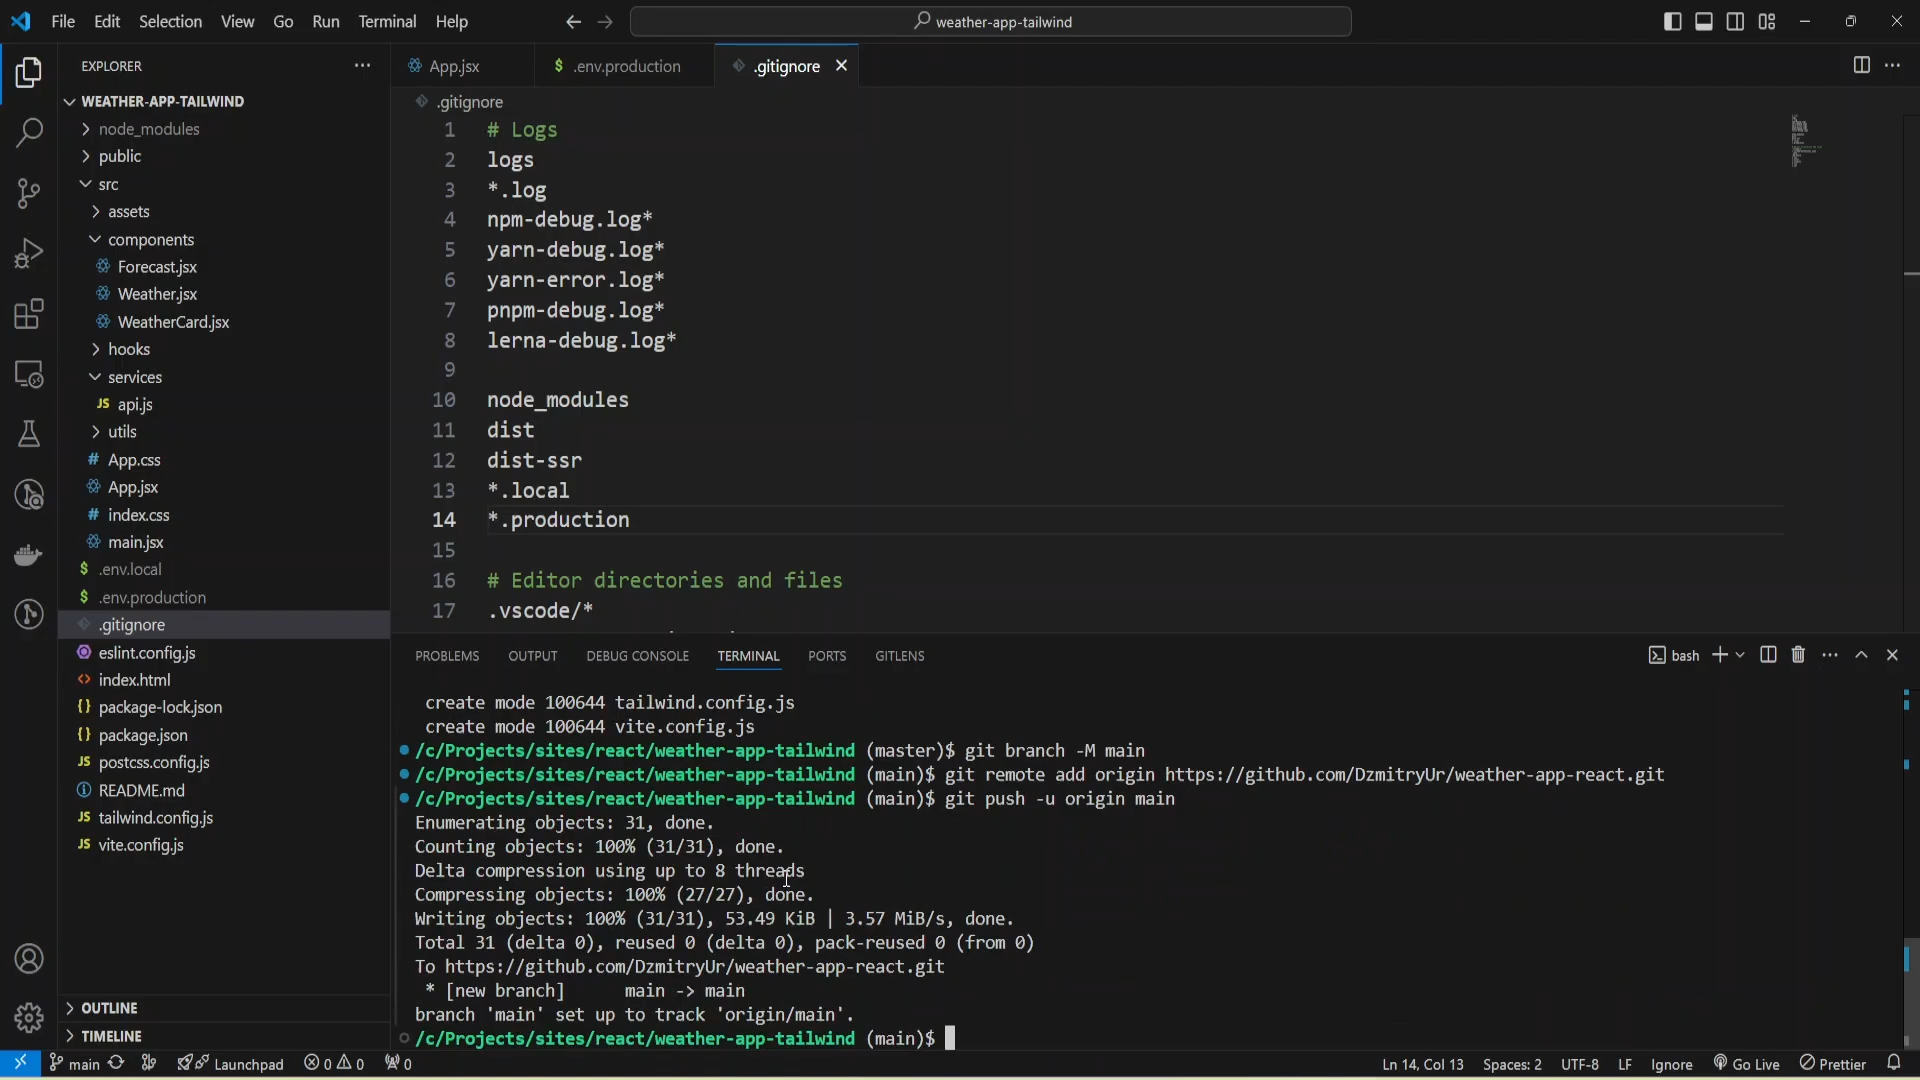 File Edit Selection View Go Run Terminal Help
weather-app-tailwind
EXPLORER
WEATHER-APP-TAILWIND
node_modules
public
src
assets
components
Forecast.jsx
Weather.jsx
WeatherCard.jsx
hooks
services
JS api.js
utils
# App.css
App.jsx
# index.css
main.jsx
$ .env.local
$ .env.production
.gitignore
eslint.config.js
<> index.html
{} package-lock.json
{} package.json
JS postcss.config.js
README.md
JS tailwind.config.js
JS vite.config.js
OUTLINE
TIMELINE
App.jsx $ .env.production .gitignore
.gitignore
1 # Logs
2 logs
3 *.log
4 npm-debug.log*
5 yarn-debug.log*
6 yarn-error.log*
7 pnpm-debug.log*
8 lerna-debug.log*
9
10 node_modules
11 dist
12 dist-ssr
13 *.local
14 *.production
15
16 # Editor directories and files
17 .vscode/*
PROBLEMS OUTPUT DEBUG CONSOLE TERMINAL PORTS GITLENS
bash
create mode 100644 tailwind.config.js
create mode 100644 vite.config.js
/c/Projects/sites/react/weather-app-tailwind (master)$ git branch -M main
/c/Projects/sites/react/weather-app-tailwind (main)$ git remote add origin https://github.com/DzmitryUr/weather-app-react.git
/c/Projects/sites/react/weather-app-tailwind (main)$ git push -u origin main
Enumerating objects: 31, done.
Counting objects: 100% (31/31), done.
Delta compression using up to 8 threads
Compressing objects: 100% (27/27), done.
Writing objects: 100% (31/31), 53.49 KiB | 3.57 MiB/s, done.
Total 31 (delta 0), reused 0 (delta 0), pack-reused 0 (from 0)
To https://github.com/DzmitryUr/weather-app-react.git
* [new branch] main -> main
branch 'main' set up to track 'origin/main'.
/c/Projects/sites/react/weather-app-tailwind (main)$
main Launchpad 0 0 0 Ln 14, Col 13 Spaces: 2 UTF-8 LF Ignore Go Live Prettier